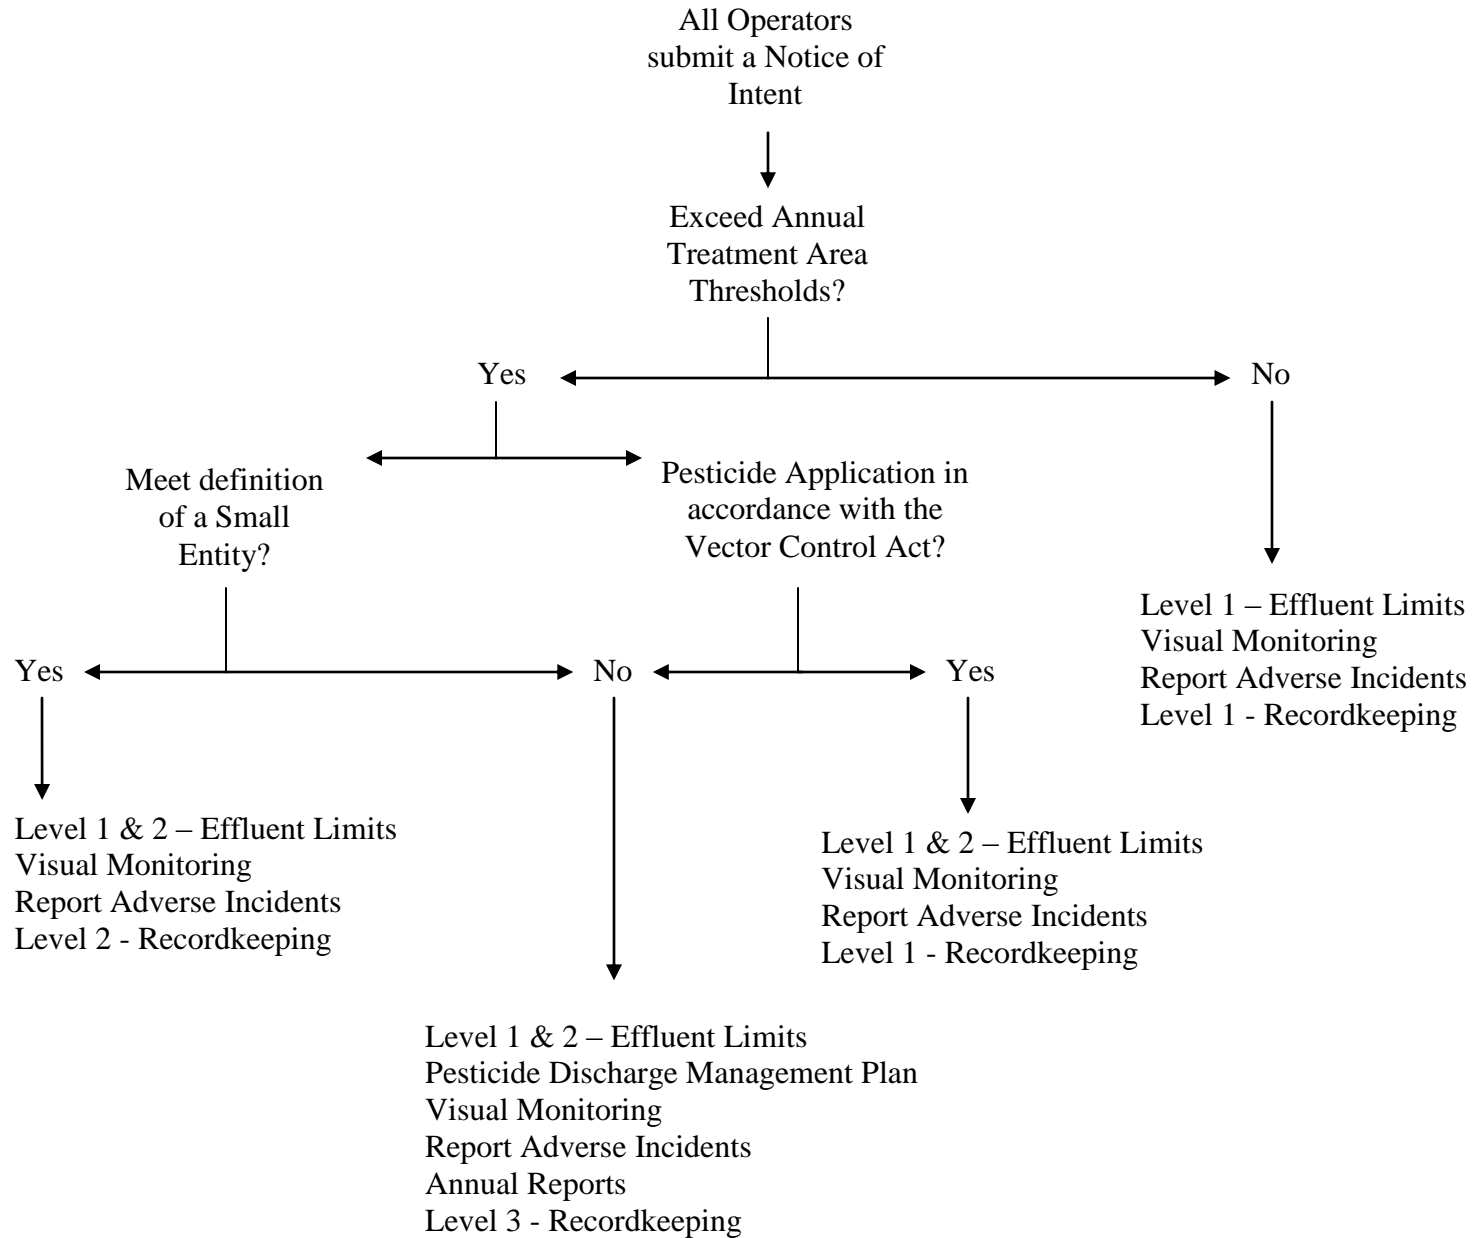 All Operators
submit a Notice of
Intent
Exceed Annual
Treatment Area
Thresholds?
Yes
No
Meet definition
of a Small
Entity?
Pesticide Application in
accordance with the
Vector Control Act?
Yes
No
Yes
Level 1 – Effluent Limits
Visual Monitoring
Report Adverse Incidents
Level 1 - Recordkeeping
Level 1 & 2 – Effluent Limits
Visual Monitoring
Report Adverse Incidents
Level 2 - Recordkeeping
Level 1 & 2 – Effluent Limits
Visual Monitoring
Report Adverse Incidents
Level 1 - Recordkeeping
Level 1 & 2 – Effluent Limits
Pesticide Discharge Management Plan
Visual Monitoring
Report Adverse Incidents
Annual Reports
Level 3 - Recordkeeping